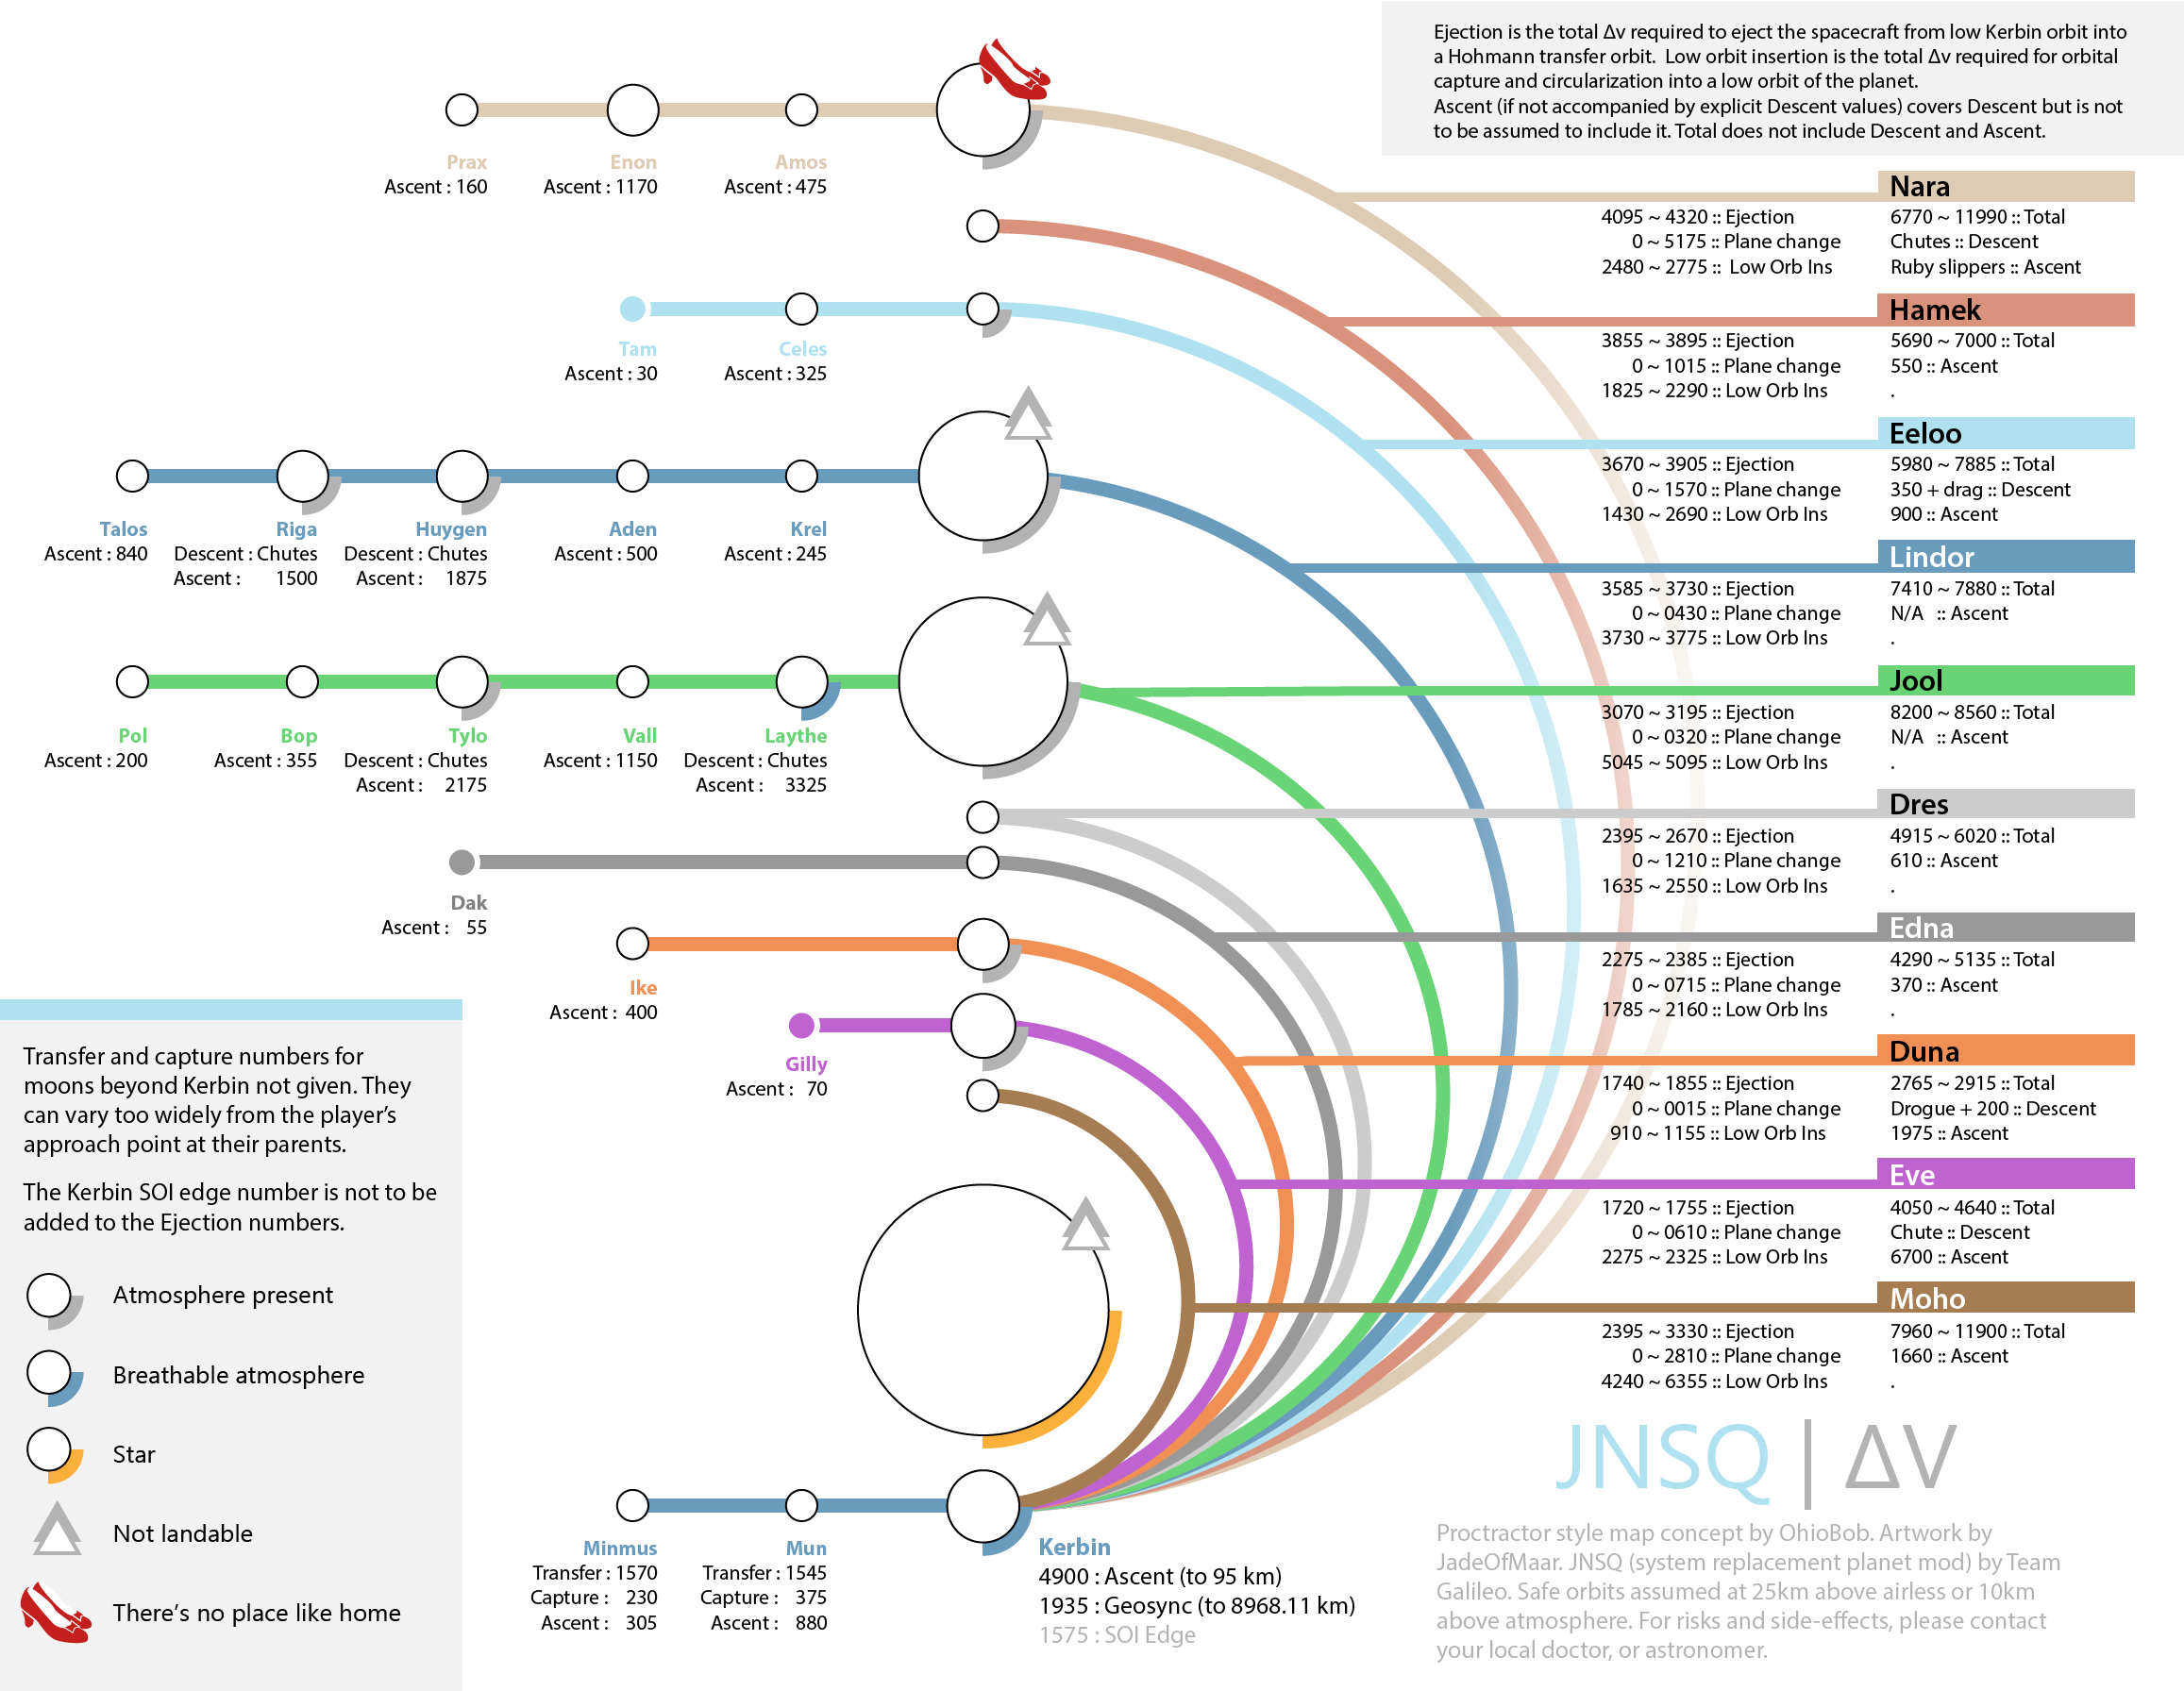 Ejection is the total Δv required to eject the spacecraft from low Kerbin orbit into
a Hohmann transfer orbit.  Low orbit insertion is the total Δv required for orbital
capture and circularization into a low orbit of the planet.
Ascent (if not accompanied by explicit Descent values) covers Descent but is not
to be assumed to include it. Total does not include Descent and Ascent.
Prax
Ascent : 160
Enon
Ascent : 1170
Amos
Ascent : 475
Nara
4095 ~ 4320 :: Ejection
0 ~ 5175 :: Plane change
2480 ~ 2775 ::  Low Orb Ins
6770 ~ 11990 :: Total
Chutes :: Descent
Ruby slippers :: Ascent
Hamek
3855 ~ 3895 :: Ejection
0 ~ 1015 :: Plane change
1825 ~ 2290 :: Low Orb Ins
5690 ~ 7000 :: Total
550 :: Ascent
.
Tam
Ascent : 30
Celes
Ascent : 325
Eeloo
3670 ~ 3905 :: Ejection
0 ~ 1570 :: Plane change
1430 ~ 2690 :: Low Orb Ins
5980 ~ 7885 :: Total
350 + drag :: Descent
900 :: Ascent
Talos
Ascent : 840
Riga
Descent : Chutes
Ascent : 1500
Huygen
Descent : Chutes
Ascent : 1875
Aden
Ascent : 500
Krel
Ascent : 245
Lindor
3585 ~ 3730 :: Ejection
0 ~ 0430 :: Plane change
3730 ~ 3775 :: Low Orb Ins
7410 ~ 7880 :: Total
N/A :: Ascent
.
Pol
Ascent : 200
Bop
Ascent : 355
Tylo
Descent : Chutes
Ascent : 2175
Vall
Ascent : 1150
Laythe
Descent : Chutes
Ascent : 3325
Jool
3070 ~ 3195 :: Ejection
0 ~ 0320 :: Plane change
5045 ~ 5095 :: Low Orb Ins
8200 ~ 8560 :: Total
N/A :: Ascent
.
Dres
2395 ~ 2670 :: Ejection
0 ~ 1210 :: Plane change
1635 ~ 2550 :: Low Orb Ins
4915 ~ 6020 :: Total
610 :: Ascent
.
Dak
Ascent : 55
Edna
2275 ~ 2385 :: Ejection
0 ~ 0715 :: Plane change
1785 ~ 2160 :: Low Orb Ins
4290 ~ 5135 :: Total
370 :: Ascent
.
Ike
Ascent : 400
Duna
1740 ~ 1855 :: Ejection
0 ~ 0015 :: Plane change
910 ~ 1155 :: Low Orb Ins
2765 ~ 2915 :: Total
Drogue + 200 :: Descent
1975 :: Ascent
Gilly
Ascent : 70
Eve
1720 ~ 1755 :: Ejection
0 ~ 0610 :: Plane change
2275 ~ 2325 :: Low Orb Ins
4050 ~ 4640 :: Total
Chute :: Descent
6700 :: Ascent
Moho
2395 ~ 3330 :: Ejection
0 ~ 2810 :: Plane change
4240 ~ 6355 :: Low Orb Ins
7960 ~ 11900 :: Total
1660 :: Ascent
.
Transfer and capture numbers for
moons beyond Kerbin not given. They
can vary too widely from the player's
approach point at their parents.
The Kerbin SOI edge number is not to be
added to the Ejection numbers.
Atmosphere present
Breathable atmosphere
Star
Not landable
There's no place like home
Minmus
Transfer : 1570
Capture : 230
Ascent : 305
Mun
Transfer : 1545
Capture : 375
Ascent : 880
Kerbin
4900 : Ascent (to 95 km)
1935 : Geosync (to 8968.11 km)
1575 : SOI Edge
JNSQ | ΔV
Proctractor style map concept by OhioBob. Artwork by
JadeOfMaar. JNSQ (system replacement planet mod) by Team
Galileo. Safe orbits assumed at 25km above airless or 10km
above atmosphere. For risks and side-effects, please contact
your local doctor, or astronomer.